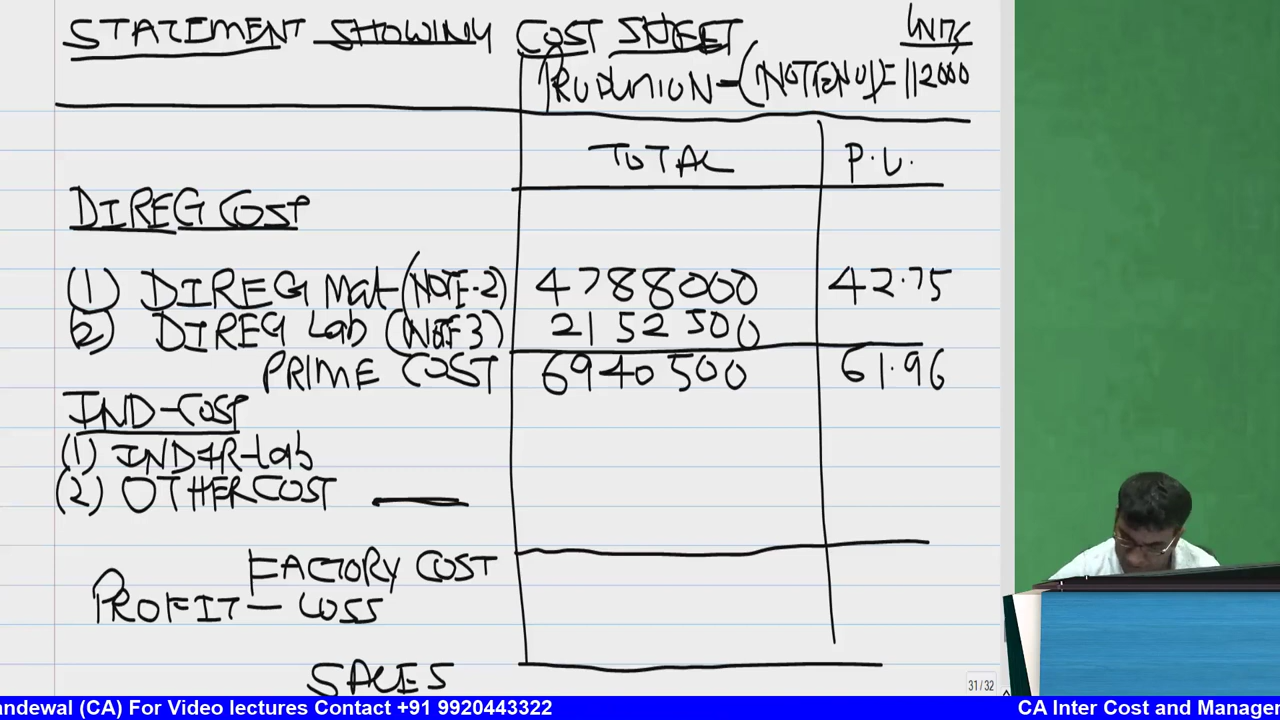 STATEMENT SHOWING COST SHEET UNITS
PRODUCTION - (NOTE NO 1) = 112000
TOTAL P.U.
DIRECT COST
(1) DIRECT Mat - (NOTE-2) 4788000 42.75
(2) DIRECT Lab (NOTE 3) 2152500
PRIME COST 6940500 61.96
IND-COST
(1) INDIR-Lab
(2) OTHER COST
FACTORY COST
PROFIT - LOSS
SALES
31/32
ndewal (CA) For Video lectures Contact +91 9920443322
CA Inter Cost and Manager